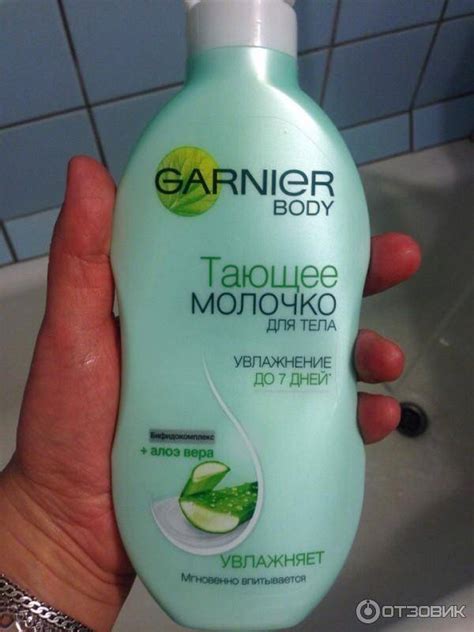 GARNIER
BODY
Тающее
МОЛОЧКО
ДЛЯ ТЕЛА
УВЛАЖНЕНИЕ
ДО 7 ДНЕЙ*
Бифидокомплекс
+ алоэ вера
УВЛАЖНЯЕТ
Мгновенно впитывается
ОТЗОВИК